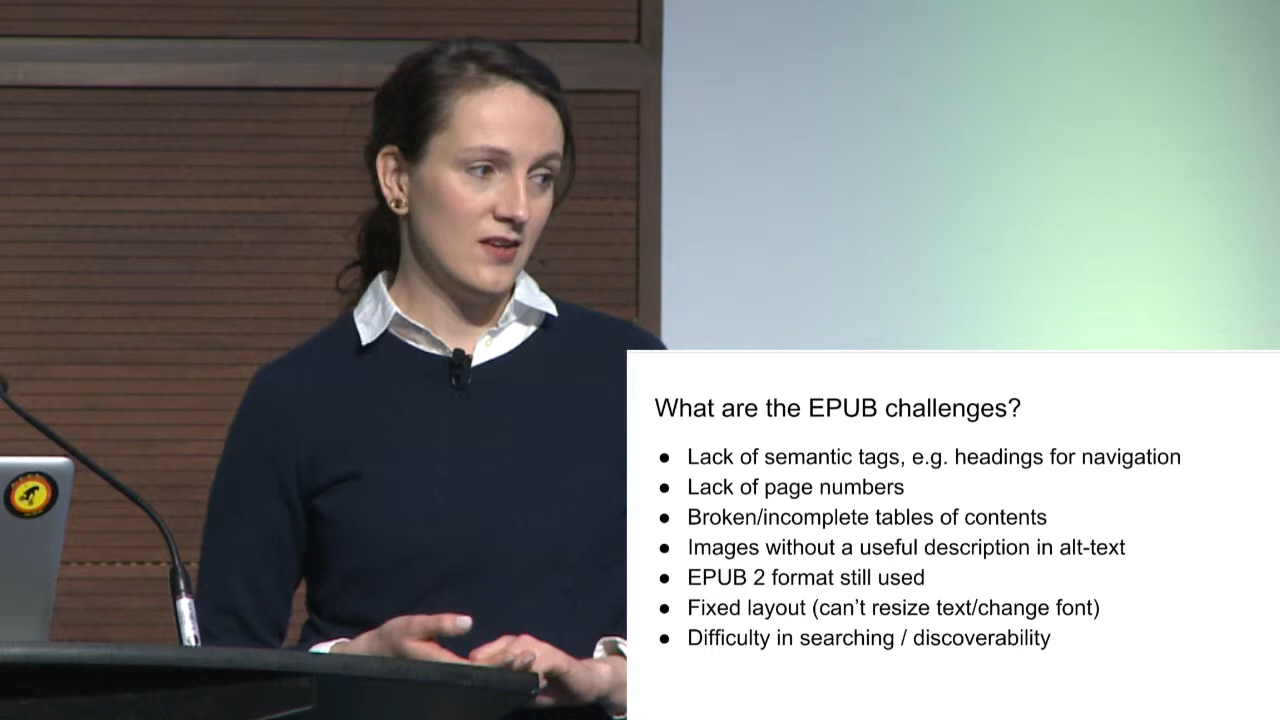 What are the EPUB challenges?
● Lack of semantic tags, e.g. headings for navigation
● Lack of page numbers
● Broken/incomplete tables of contents
● Images without a useful description in alt-text
● EPUB 2 format still used
● Fixed layout (can’t resize text/change font)
● Difficulty in searching / discoverability